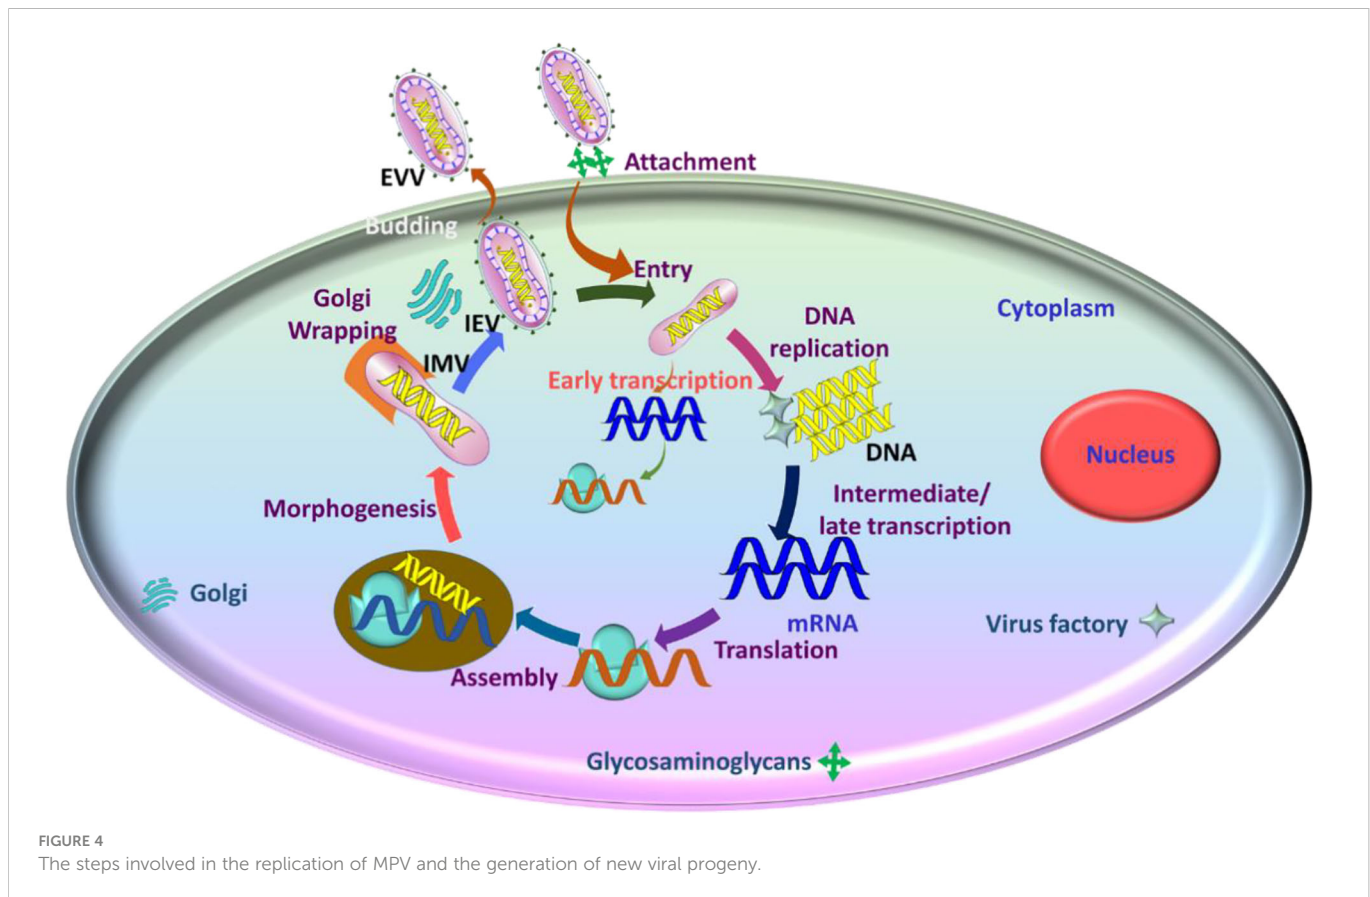 Attachment
EVV
Budding
Entry
Golgi
Wrapping
IEV
IMV
DNA
replication
Cytoplasm
Early transcription
DNA
Nucleus
Intermediate/
late transcription
Morphogenesis
Golgi
mRNA
Virus factory
Translation
Assembly
Glycosaminoglycans
FIGURE 4
The steps involved in the replication of MPV and the generation of new viral progeny.